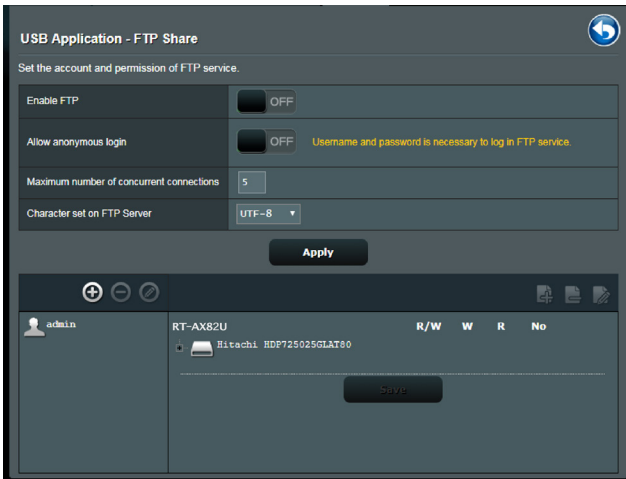 USB Application - FTP Share
Set the account and permission of FTP service.
Enable FTP
OFF
Allow anonymous login
OFF
Username and password is necessary to log in FTP service.
Maximum number of concurrent connections
5
Character set on FTP Server
UTF-8
Apply
admin
RT-AX82U R/W W R No
Hitachi HDP725025GLAT80
Save